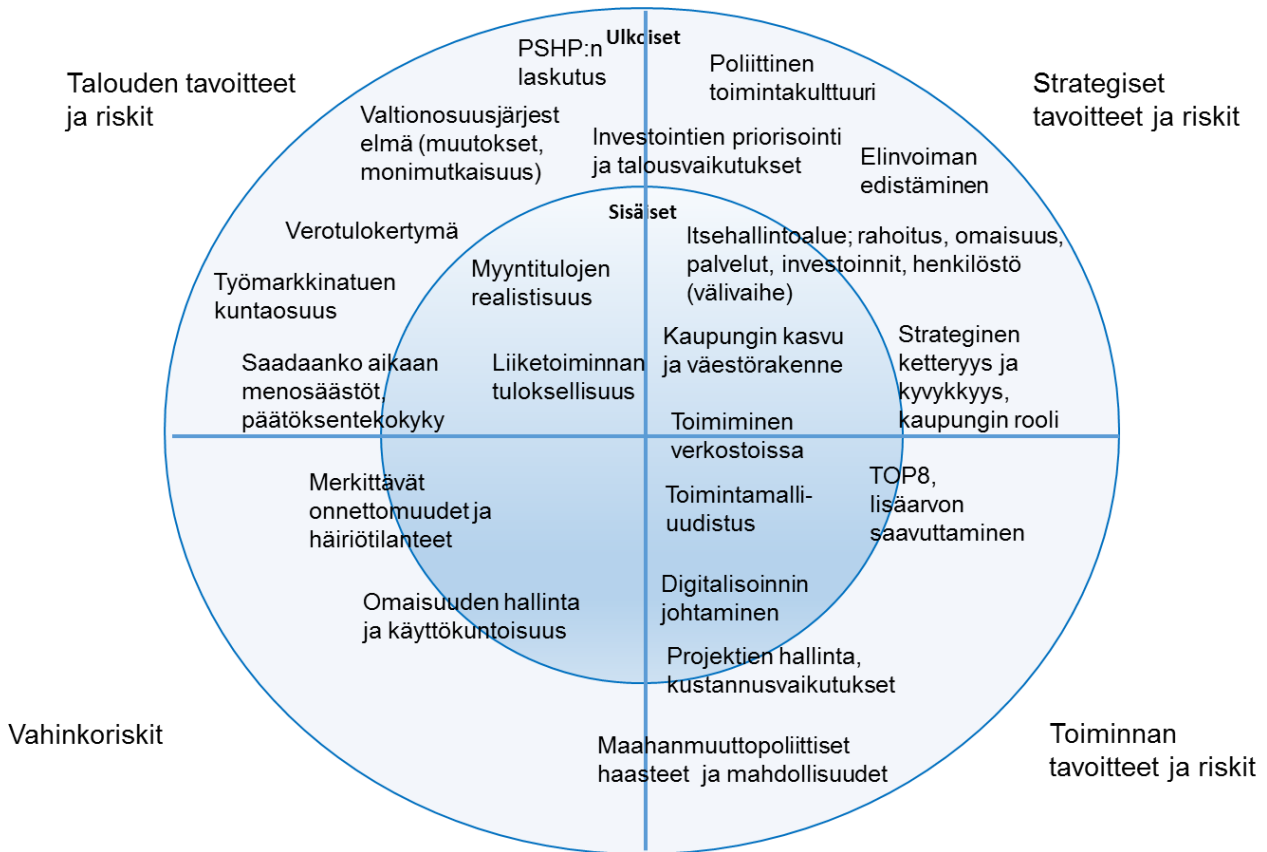 Ulkoiset
PSHP:n
laskutus
Poliittinen
toimintakulttuuri
Talouden tavoitteet
ja riskit
Strategiset
tavoitteet ja riskit
Valtionosuusjärjest
elmä (muutokset,
monimutkaisuus)
Investointien priorisointi
ja talousvaikutukset
Elinvoiman
edistäminen
Sisäiset
Verotulokertymä
Itsehallintoalue; rahoitus, omaisuus,
palvelut, investoinnit, henkilöstö
(välivaihe)
Työmarkkinatuen
kuntaosuus
Myyntitulojen
realistisuus
Saadaanko aikaan
menosäästöt,
päätöksentekokyky
Liiketoiminnan
tuloksellisuus
Kaupungin kasvu
ja väestörakenne
Strateginen
ketteryys ja
kyvykkyys,
kaupungin rooli
Toimiminen
verkostoissa
Merkittävät
onnettomuudet ja
häiriötilanteet
Toimintamalli-
uudistus
TOP8,
lisäarvon
saavuttaminen
Omaisuuden hallinta
ja käyttökuntoisuus
Digitalisoinnin
johtaminen
Projektien hallinta,
kustannusvaikutukset
Vahinkoriskit
Maahanmuuttopoliittiset
haasteet ja mahdollisuudet
Toiminnan
tavoitteet ja riskit